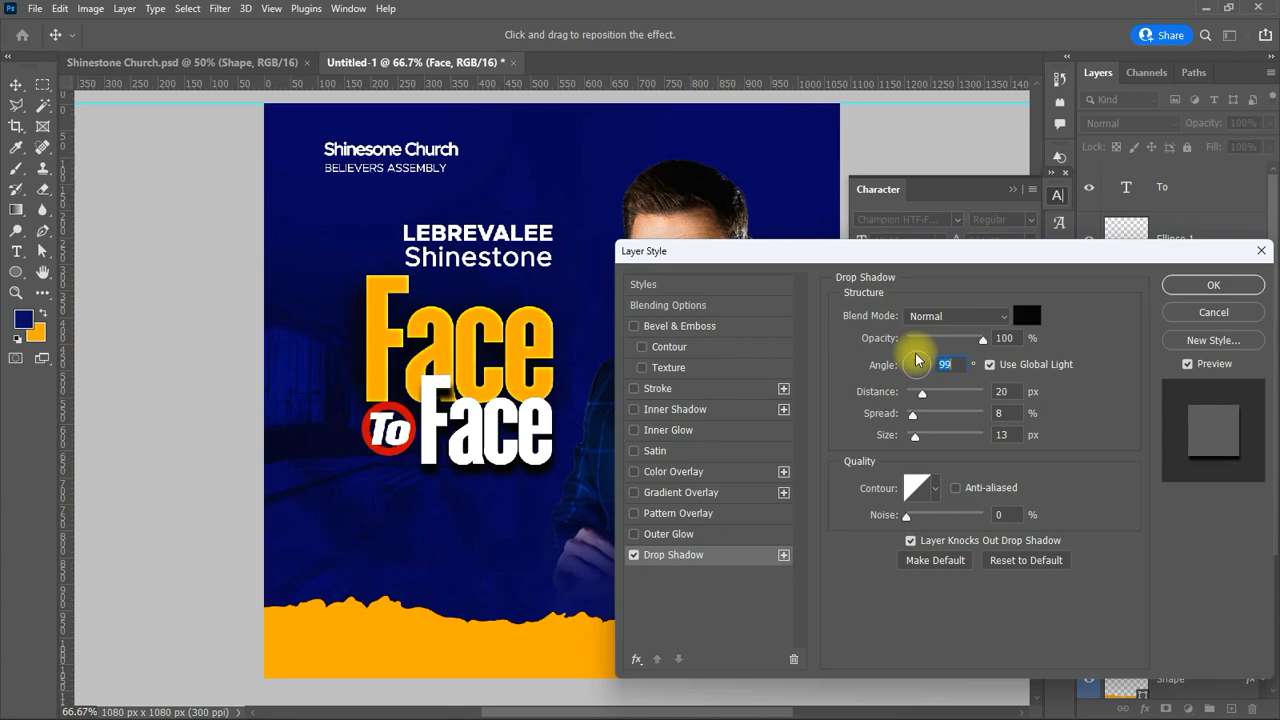 Ps File Edit Image Layer Type Select Filter 3D View Plugins Window Help
Click and drag to reposition the effect.
Share
Shinestone Church.psd @ 50% (Shape, RGB/16) ×
Untitled-1 @ 66.7% (Face, RGB/16) * ×
Layers Channels Paths
Kind
Normal Opacity: 100%
Lock: Fill: 100%
To
Ellipse 1
Character
Champion HTF-F... Regular
Shinesone Church
BELIEVERS ASSEMBLY
LEBREVALEE
Shinestone
Face
To Face
Layer Style
Styles
Blending Options
Bevel & Emboss
Contour
Texture
Stroke
Inner Shadow
Inner Glow
Satin
Color Overlay
Gradient Overlay
Pattern Overlay
Outer Glow
Drop Shadow
fx
Drop Shadow
Structure
Blend Mode: Normal
Opacity: 100 %
Angle: 99 ° Use Global Light
Distance: 20 px
Spread: 8 %
Size: 13 px
Quality
Contour: Anti-aliased
Noise: 0 %
Layer Knocks Out Drop Shadow
Make Default Reset to Default
OK
Cancel
New Style...
Preview
Shape fx
66.67% 1080 px x 1080 px (300 ppi)